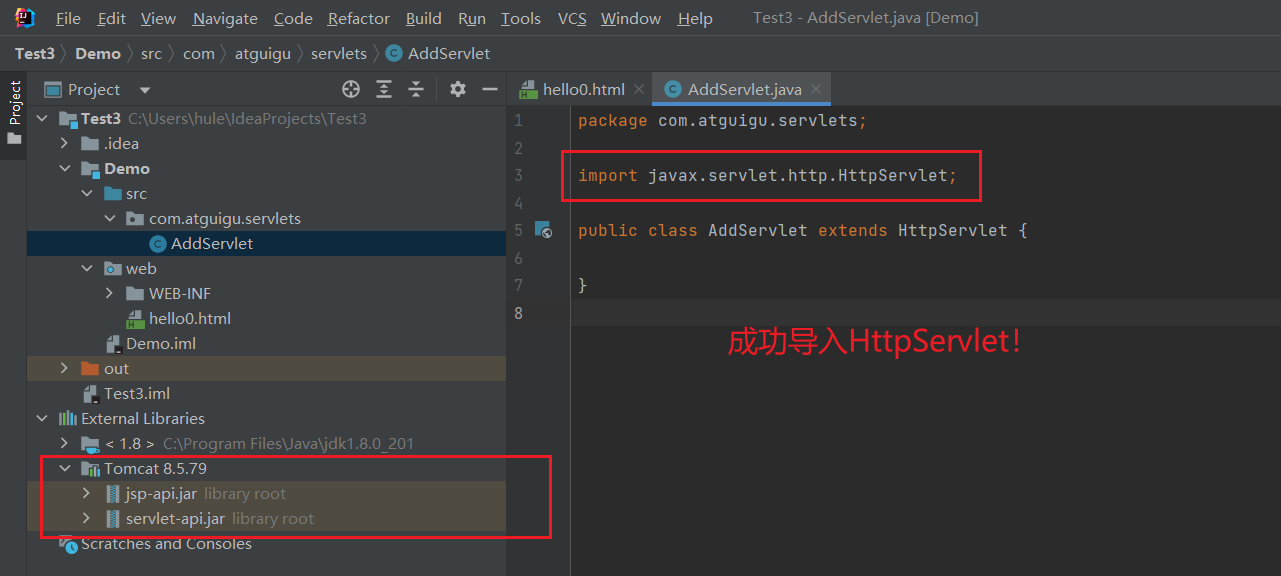 File Edit View Navigate Code Refactor Build Run Tools VCS Window Help Test3 - AddServlet.java [Demo]
Test3 Demo src com atguigu servlets AddServlet
Project
Project
hello0.html AddServlet.java
Test3 C:\Users\hule\IdeaProjects\Test3
.idea
Demo
src
com.atguigu.servlets
AddServlet
web
WEB-INF
hello0.html
Demo.iml
out
Test3.iml
External Libraries
< 1.8 > C:\Program Files\Java\jdk1.8.0_201
Tomcat 8.5.79
jsp-api.jar library root
servlet-api.jar library root
Scratches and Consoles
1 package com.atguigu.servlets;
2
3 import javax.servlet.http.HttpServlet;
4
5 public class AddServlet extends HttpServlet {
6
7 }
8
成功导入HttpServlet！